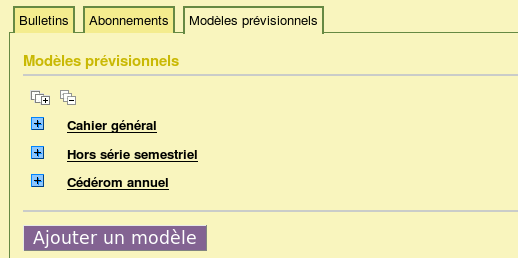 Bulletins Abonnements Modèles prévisionnels
Modèles prévisionnels
Cahier général
Hors série semestriel
Cédérom annuel
Ajouter un modèle